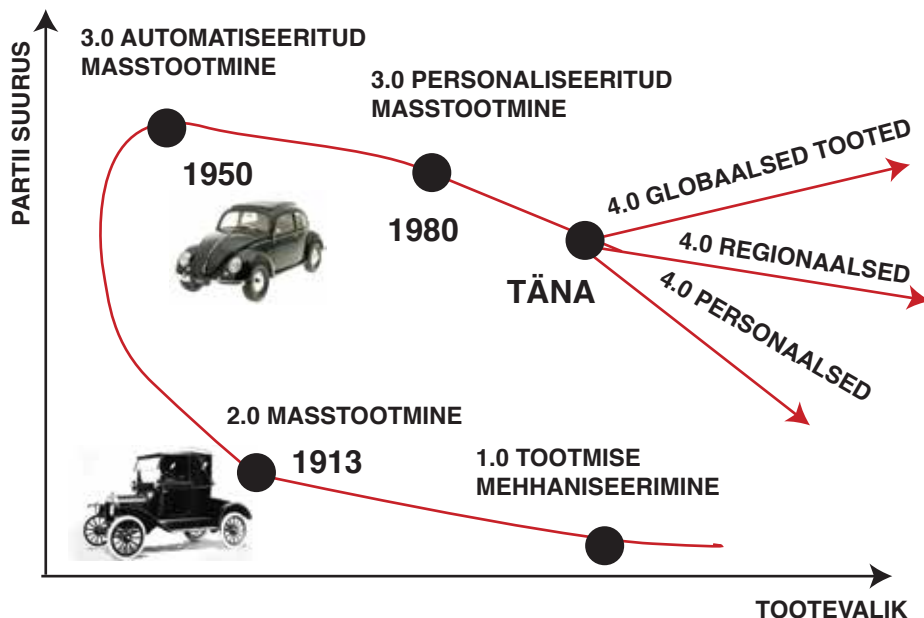 PARTII SUURUS
3.0 AUTOMATISEERITUD
MASSTOOTMINE
1950
3.0 PERSONALISEERITUD
MASSTOOTMINE
1980
TÄNA
4.0 GLOBAALSED TOOTED
4.0 REGIONAALSED
4.0 PERSONAALSED
2.0 MASSTOOTMINE
1913
1.0 TOOTMISE
MEHHANISEERIMINE
TOOTEVALIK